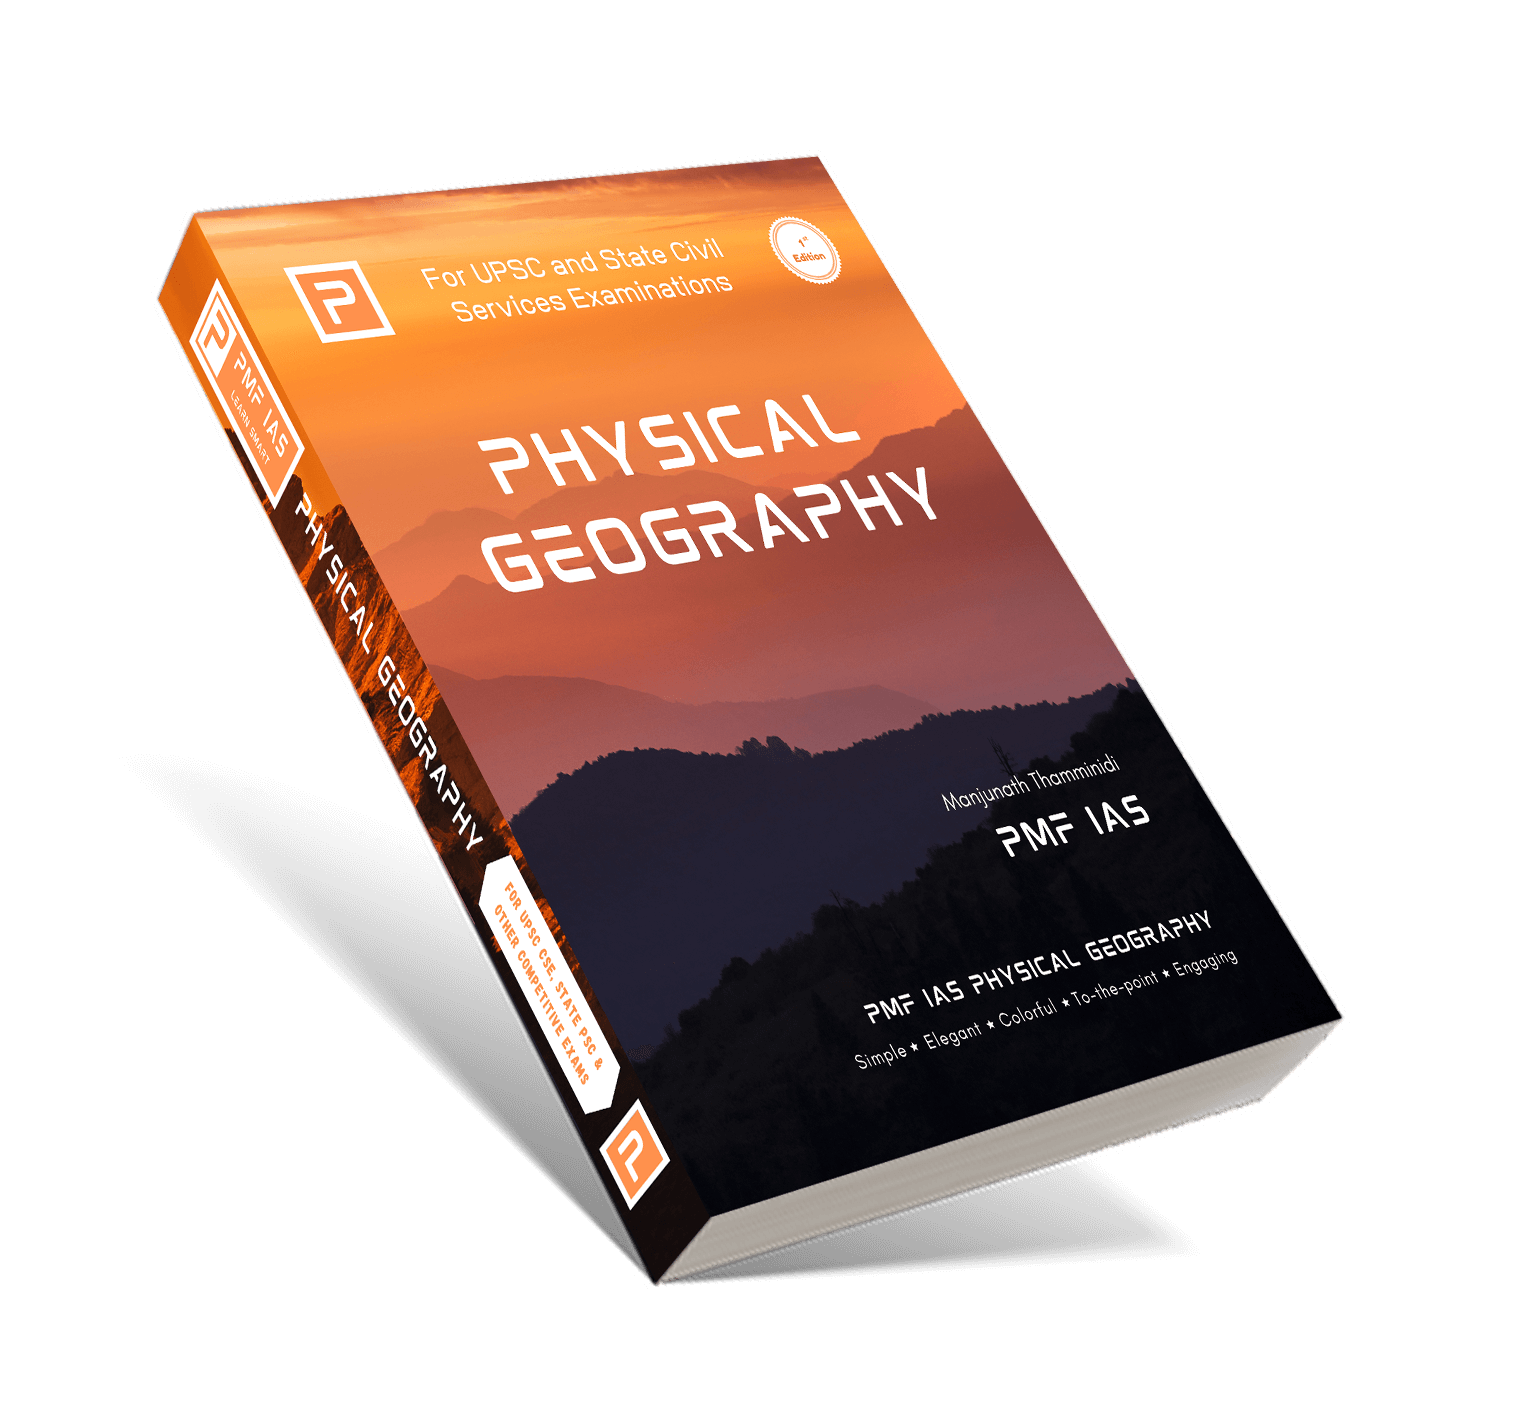 P
For UPSC and State Civil
Services Examinations
1st
Edition
PHYSICAL
GEOGRAPHY
Manjunath Thamminidi
PMF IAS
PMF IAS PHYSICAL GEOGRAPHY
Simple ★ Elegant ★ Colorful ★ To-the-point ★ Engaging
P
PMF IAS
LEARN SMART
PHYSICAL GEOGRAPHY
FOR UPSC CSE, STATE PSC &
OTHER COMPETITIVE EXAMS
P